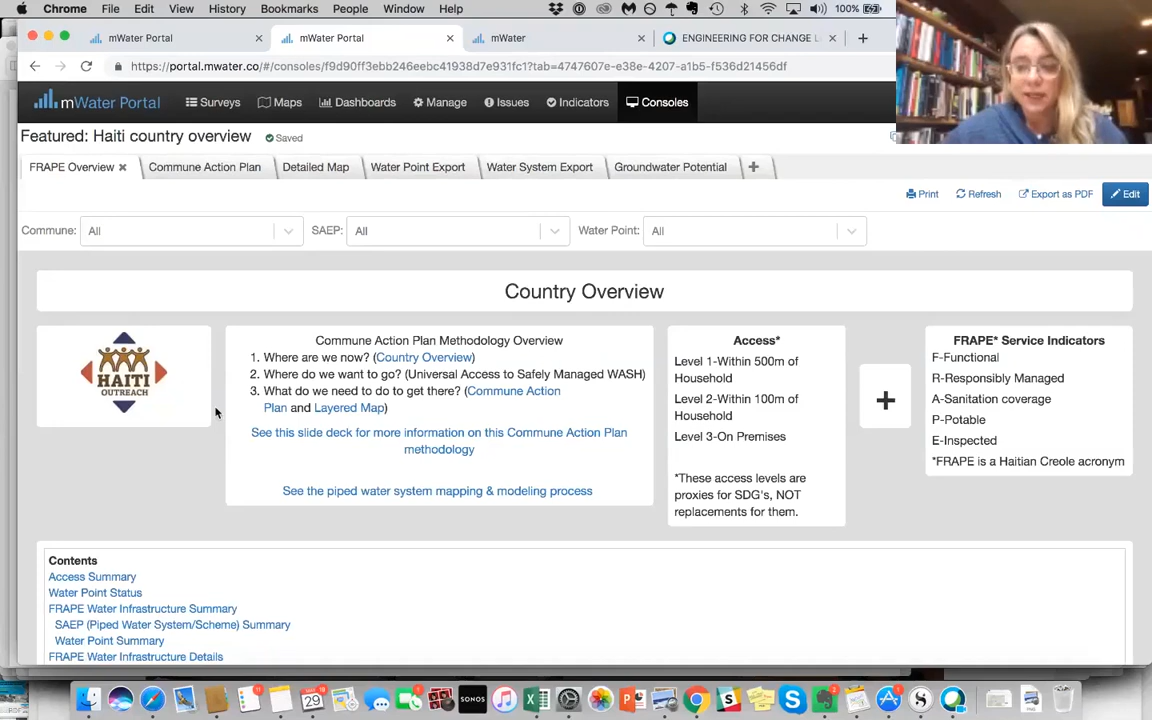 Chrome File Edit View History Bookmarks People Window Help 100%
mWater Portal mWater Portal mWater ENGINEERING FOR CHANGE L
https://portal.mwater.co/#/consoles/f9d90ff3ebb246eebc41938d7e931fc1?tab=4747607e-e38e-4207-a1b5-f536d21456df
mWater Portal Surveys Maps Dashboards Manage Issues Indicators Consoles
Featured: Haiti country overview Saved
FRAPE Overview Commune Action Plan Detailed Map Water Point Export Water System Export Groundwater Potential
Print Refresh Export as PDF Edit
Commune: All SAEP: All Water Point: All
Country Overview
HAITI
OUTREACH
Commune Action Plan Methodology Overview
1. Where are we now? (Country Overview)
2. Where do we want to go? (Universal Access to Safely Managed WASH)
3. What do we need to do to get there? (Commune Action
Plan and Layered Map)
See this slide deck for more information on this Commune Action Plan
methodology
See the piped water system mapping & modeling process
Access*
Level 1-Within 500m of
Household
Level 2-Within 100m of
Household
Level 3-On Premises
*These access levels are
proxies for SDG's, NOT
replacements for them.
+
FRAPE* Service Indicators
F-Functional
R-Responsibly Managed
A-Sanitation coverage
P-Potable
E-Inspected
*FRAPE is a Haitian Creole acronym
Contents
Access Summary
Water Point Status
FRAPE Water Infrastructure Summary
SAEP (Piped Water System/Scheme) Summary
Water Point Summary
FRAPE Water Infrastructure Details
SONOS